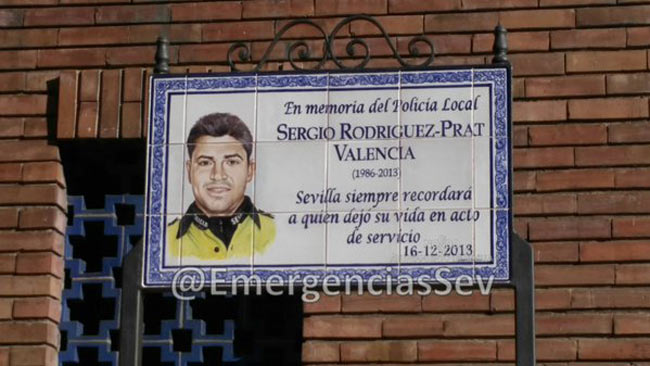 En memoria del Policía Local
SERGIO RODRIGUEZ-PRAT
VALENCIA
(1986-2013)
Sevilla siempre recordará
a quien dejó su vida en acto
de servicio
16-12-2013
@EmergenciasSev